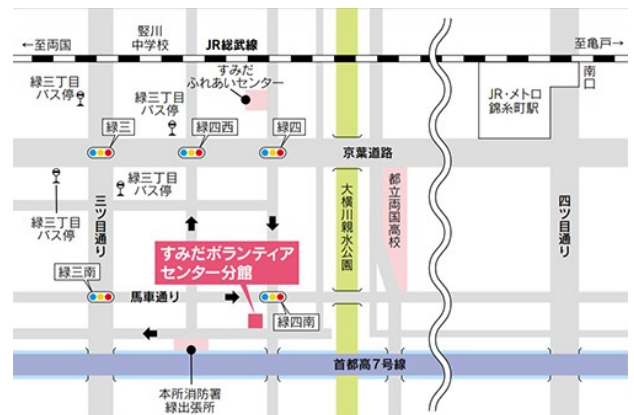 ←至両国
竪川
中学校
JR総武線
至亀戸→
緑三丁目
バス停
緑三丁目
バス停
すみだ
ふれあいセンター
JR・メトロ
錦糸町駅
南口
緑三
緑四西
緑四
京葉道路
緑三丁目
バス停
緑三丁目
バス停
三ツ目通り
大横川親水公園
都立両国高校
四ツ目通り
すみだボランティア
センター分館
緑三南
馬車通り
緑四南
首都高7号線
本所消防署
緑出張所